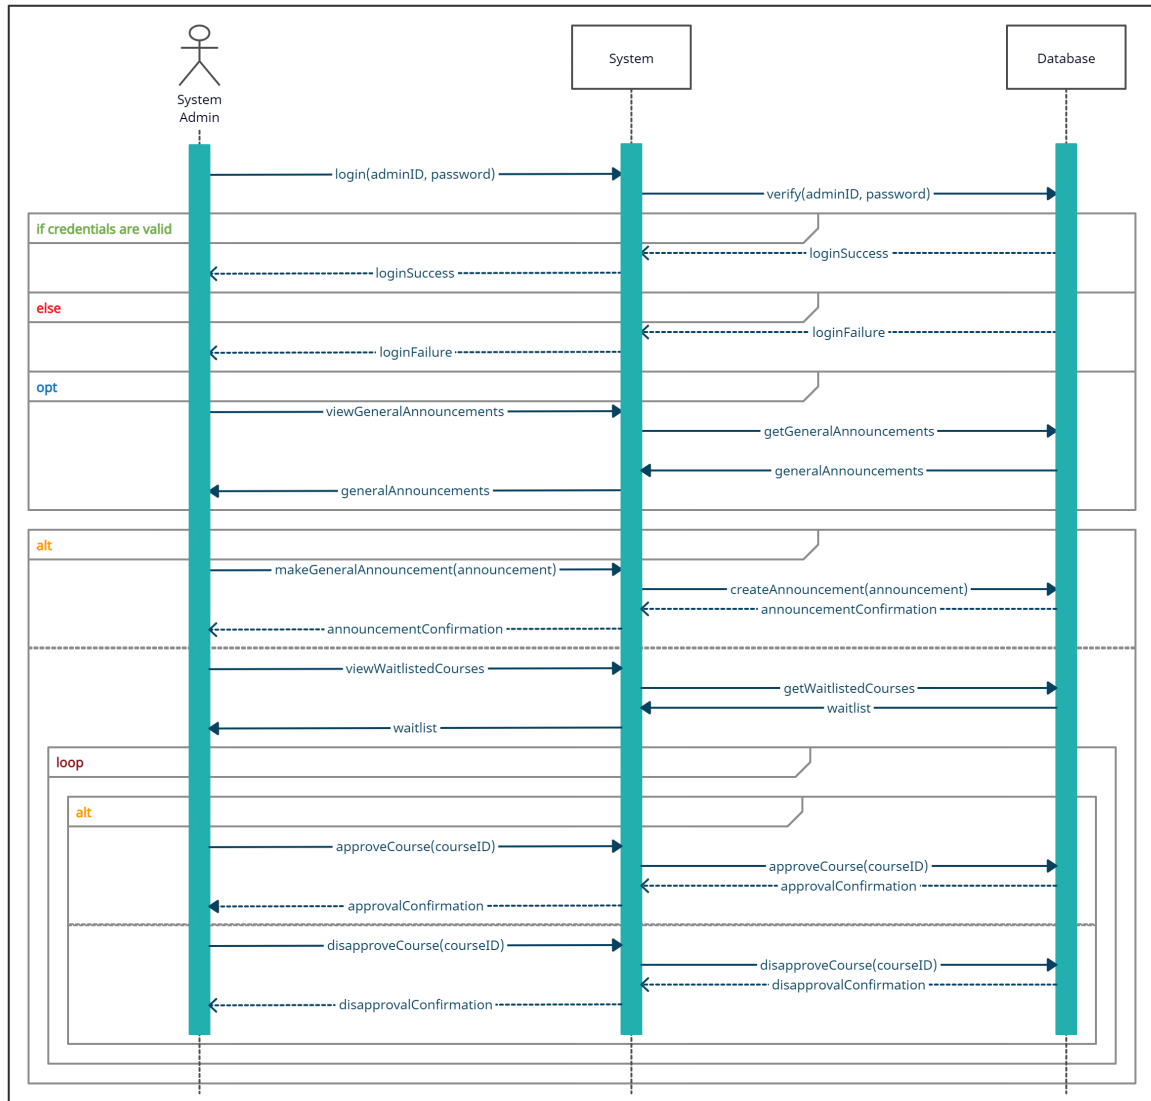 System
Admin
System
Database
login(adminID, password)
verify(adminID, password)
if credentials are valid
loginSuccess
loginSuccess
else
loginFailure
loginFailure
opt
viewGeneralAnnouncements
getGeneralAnnouncements
generalAnnouncements
generalAnnouncements
alt
makeGeneralAnnouncement(announcement)
createAnnouncement(announcement)
announcementConfirmation
announcementConfirmation
viewWaitlistedCourses
getWaitlistedCourses
waitlist
waitlist
loop
alt
approveCourse(courseID)
approveCourse(courseID)
approvalConfirmation
approvalConfirmation
disapproveCourse(courseID)
disapproveCourse(courseID)
disapprovalConfirmation
disapprovalConfirmation